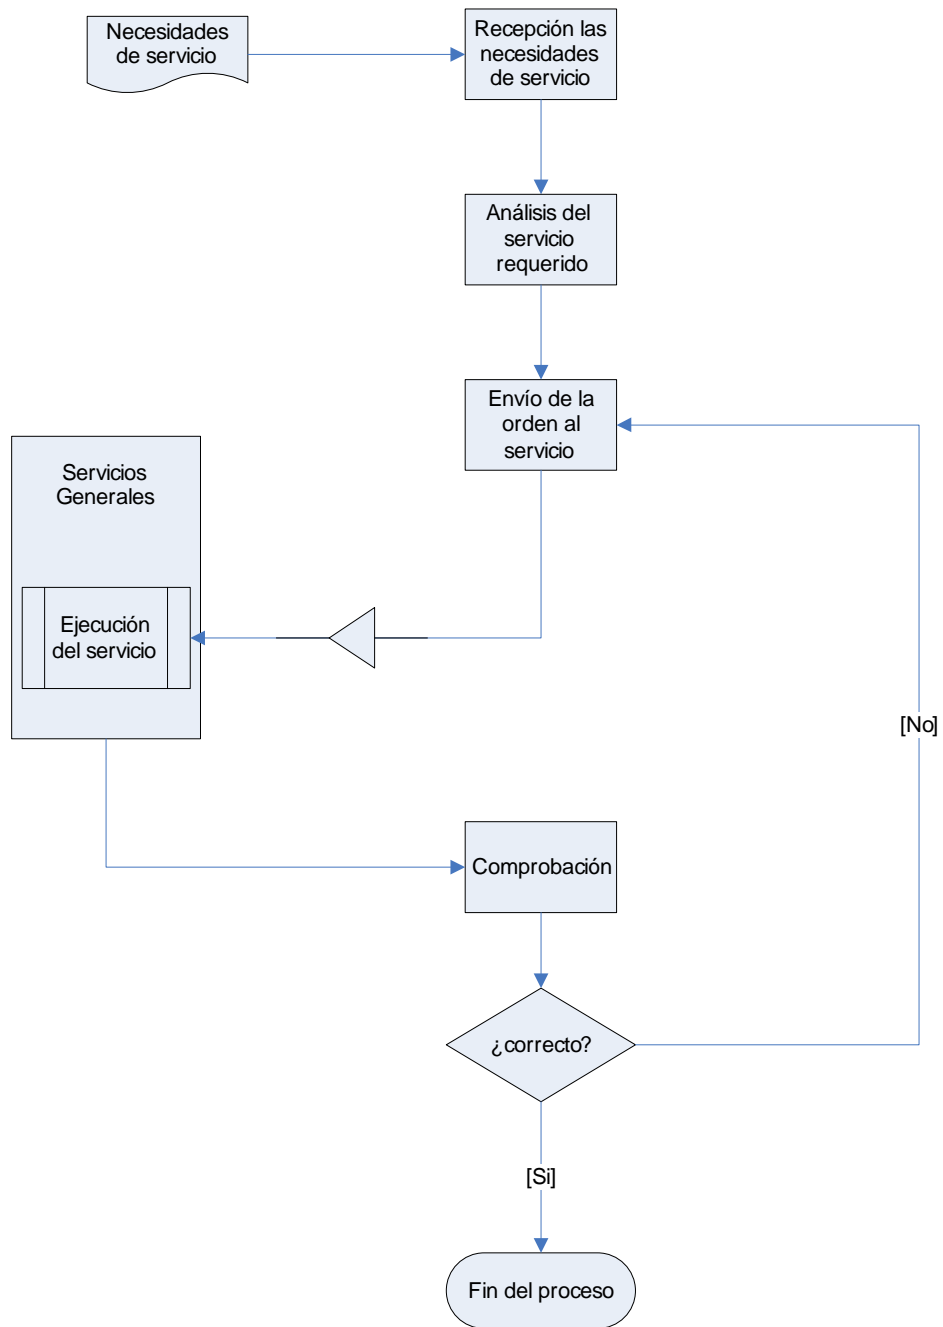 Necesidades
de servicio
Recepción las
necesidades
de servicio
Análisis del
servicio
requerido
Envío de la
orden al
servicio
Servicios
Generales
Ejecución
del servicio
[No]
Comprobación
¿correcto?
[Si]
Fin del proceso